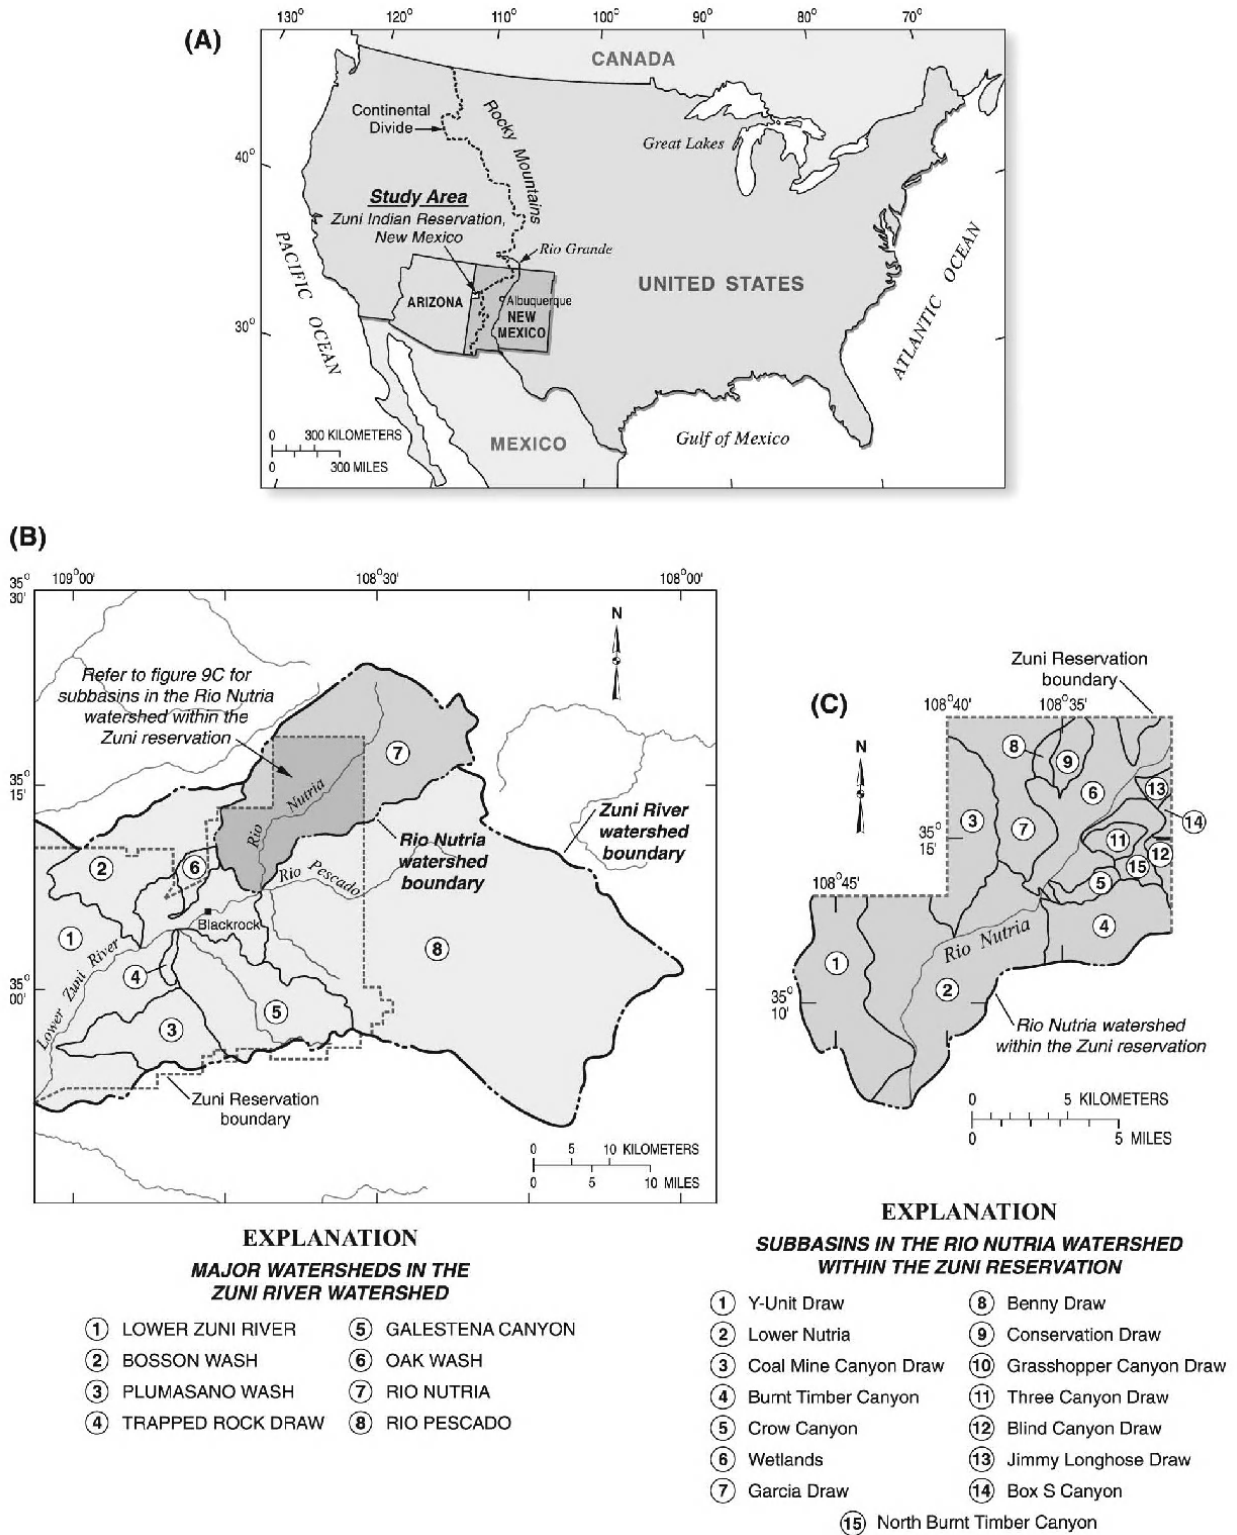 (A)
130° 120° 110° 100° 90° 80° 70°
CANADA
Continental
Divide
Rocky Mountains
Great Lakes
40°
Study Area
Zuni Indian Reservation,
New Mexico
Rio Grande
PACIFIC OCEAN
ARIZONA
Albuquerque
NEW
MEXICO
UNITED STATES
ATLANTIC OCEAN
30°
0 300 KILOMETERS
0 300 MILES
MEXICO
Gulf of Mexico
130° 120° 110° 100° 90° 80° 70°
(B)
35°
30'
109°00' 108°30' 108°00'
N
Refer to figure 9C for
subbasins in the Rio Nutria
watershed within the
Zuni reservation
7
35°
15'
Rio Nutria
Zuni River
watershed
boundary
Rio Nutria
watershed
boundary
2
6
Rio Pescado
Blackrock
1
8
Lower Zuni River
4
35°
00'
5
3
Zuni Reservation
boundary
0 5 10 KILOMETERS
0 5 10 MILES
EXPLANATION
MAJOR WATERSHEDS IN THE
ZUNI RIVER WATERSHED
1 LOWER ZUNI RIVER
2 BOSSON WASH
3 PLUMASANO WASH
4 TRAPPED ROCK DRAW
5 GALESTENA CANYON
6 OAK WASH
7 RIO NUTRIA
8 RIO PESCADO
(C)
Zuni Reservation
boundary
108°40' 108°35'
N
8
9
6
13
14
3
7
35°
15'
11
12
15
108°45'
5
4
Rio Nutria
1
2
35°
10'
Rio Nutria watershed
within the Zuni reservation
0 5 KILOMETERS
0 5 MILES
EXPLANATION
SUBBASINS IN THE RIO NUTRIA WATERSHED
WITHIN THE ZUNI RESERVATION
1 Y-Unit Draw
2 Lower Nutria
3 Coal Mine Canyon Draw
4 Burnt Timber Canyon
5 Crow Canyon
6 Wetlands
7 Garcia Draw
8 Benny Draw
9 Conservation Draw
10 Grasshopper Canyon Draw
11 Three Canyon Draw
12 Blind Canyon Draw
13 Jimmy Longhose Draw
14 Box S Canyon
15 North Burnt Timber Canyon